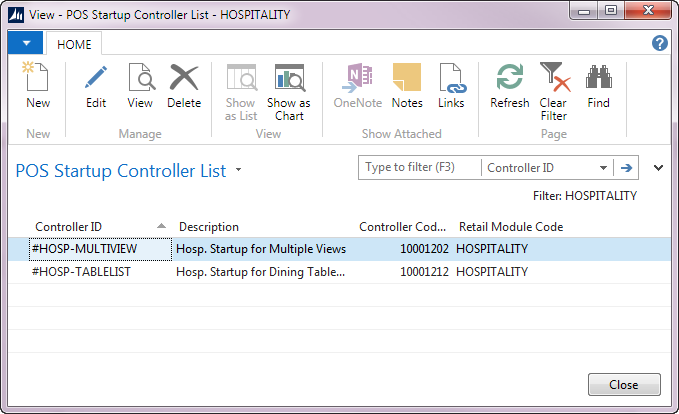 View - POS Startup Controller List - HOSPITALITY
HOME
New
Edit
View
Delete
Show as List
Show as Chart
OneNote
Notes
Links
Refresh
Clear Filter
Find
New
Manage
View
Show Attached
Page
POS Startup Controller List
Type to filter (F3)
Controller ID
Filter: HOSPITALITY
Controller ID Description Controller Cod... Retail Module Code
#HOSP-MULTIVIEW Hosp. Startup for Multiple Views 10001202 HOSPITALITY
#HOSP-TABLELIST Hosp. Startup for Dining Table... 10001212 HOSPITALITY
Close